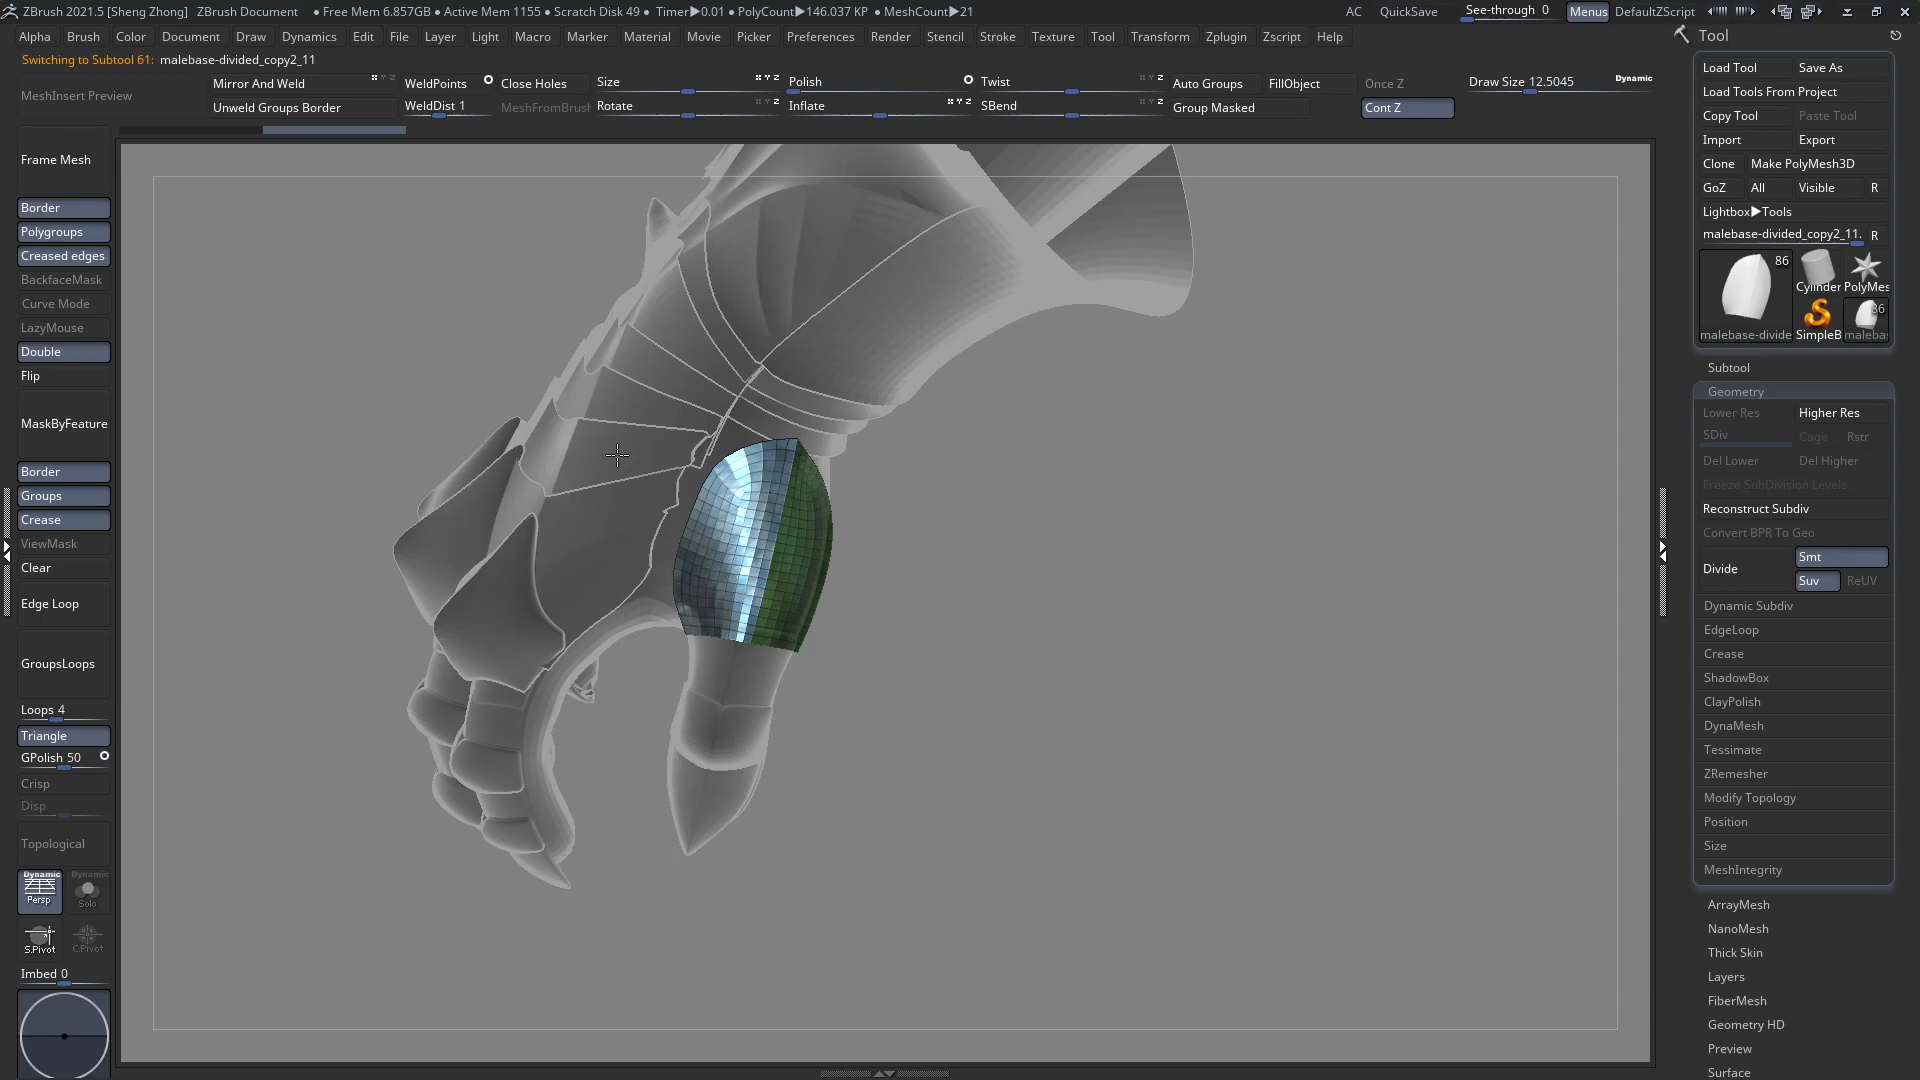 ZBrush 2021.5 [Sheng Zhong] ZBrush Document • Free Mem 6.857GB • Active Mem 1155 • Scratch Disk 49 • Timer▶0.01 • PolyCount▶146.037 KP • MeshCount▶21 AC QuickSave See-through 0 Menus DefaultZScript
Alpha Brush Color Document Draw Dynamics Edit File Layer Light Macro Marker Material Movie Picker Preferences Render Stencil Stroke Texture Tool Transform Zplugin Zscript Help
Switching to Subtool 61: malebase-divided_copy2_11
MeshInsert Preview
Mirror And Weld WeldPoints Close Holes Size Polish Twist Auto Groups FillObject Once Z Draw Size 12.5045 Dynamic
Unweld Groups Border WeldDist 1 MeshFromBrush Rotate Inflate SBend Group Masked Cont Z
Frame Mesh
Border
Polygroups
Creased edges
BackfaceMask
Curve Mode
LazyMouse
Double
Flip
MaskByFeature
Border
Groups
Crease
ViewMask
Clear
Edge Loop
GroupsLoops
Loops 4
Triangle
GPolish 50
Crisp
Disp
Topological
Dynamic Dynamic
Persp Solo
S.Pivot C.Pivot
Imbed 0
Tool
Load Tool Save As
Load Tools From Project
Copy Tool Paste Tool
Import Export
Clone Make PolyMesh3D
GoZ All Visible R
Lightbox▶Tools
malebase-divided_copy2_11. R
86
Cylinder PolyMes
86
malebase-divide SimpleB malebas
Subtool
Geometry
Lower Res Higher Res
SDiv Cage Rstr
Del Lower Del Higher
Freeze SubDivision Levels
Reconstruct Subdiv
Convert BPR To Geo
Divide Smt
Suv ReUV
Dynamic Subdiv
EdgeLoop
Crease
ShadowBox
ClayPolish
DynaMesh
Tessimate
ZRemesher
Modify Topology
Position
Size
MeshIntegrity
ArrayMesh
NanoMesh
Thick Skin
Layers
FiberMesh
Geometry HD
Preview
Surface